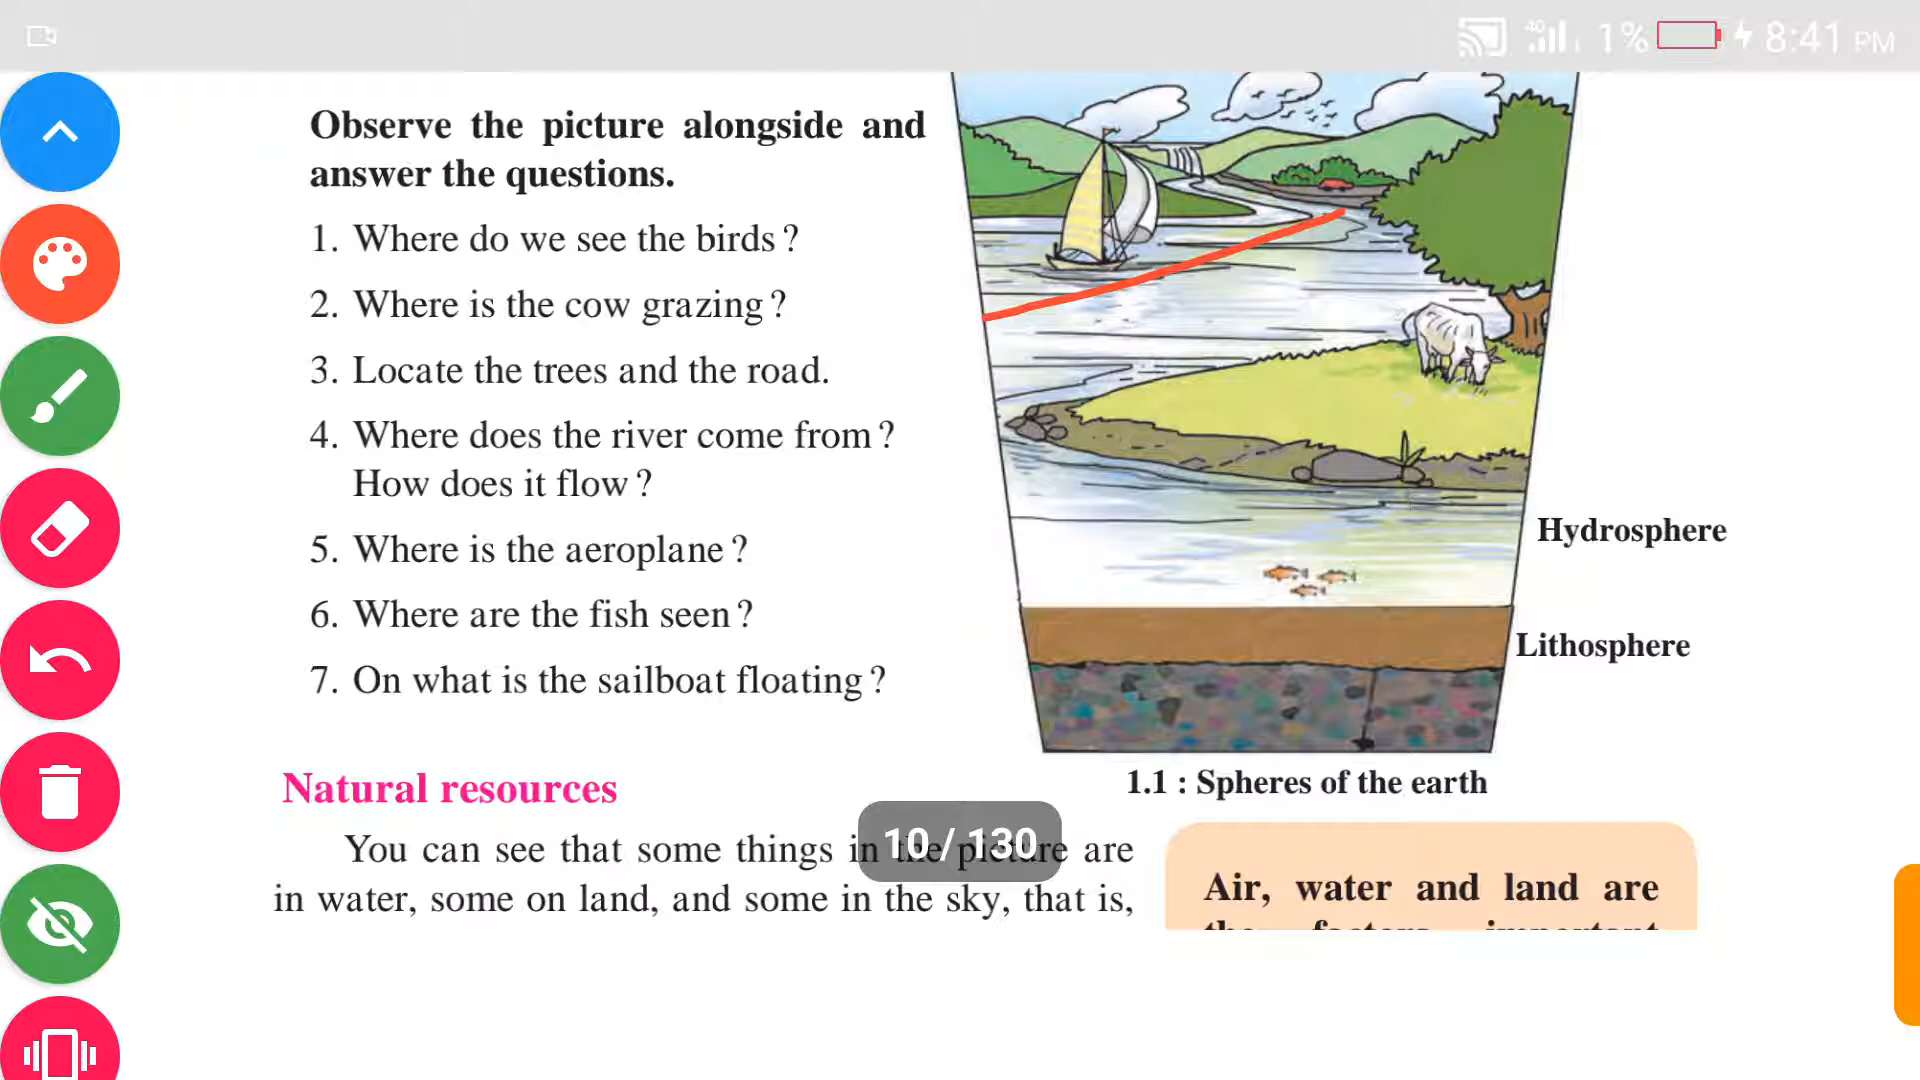 4G 1% 8:41 PM
Observe the picture alongside and
answer the questions.
1. Where do we see the birds ?
2. Where is the cow grazing ?
3. Locate the trees and the road.
4. Where does the river come from ?
How does it flow ?
5. Where is the aeroplane ?
6. Where are the fish seen ?
7. On what is the sailboat floating ?
Hydrosphere
Lithosphere
1.1 : Spheres of the earth
Natural resources
You can see that some things in the picture are
in water, some on land, and some in the sky, that is,
10 / 130
Air, water and land are
the factors important